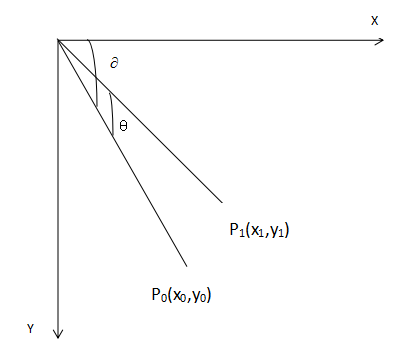 X
∂
θ
P₁(x₁,y₁)
P₀(x₀,y₀)
Y